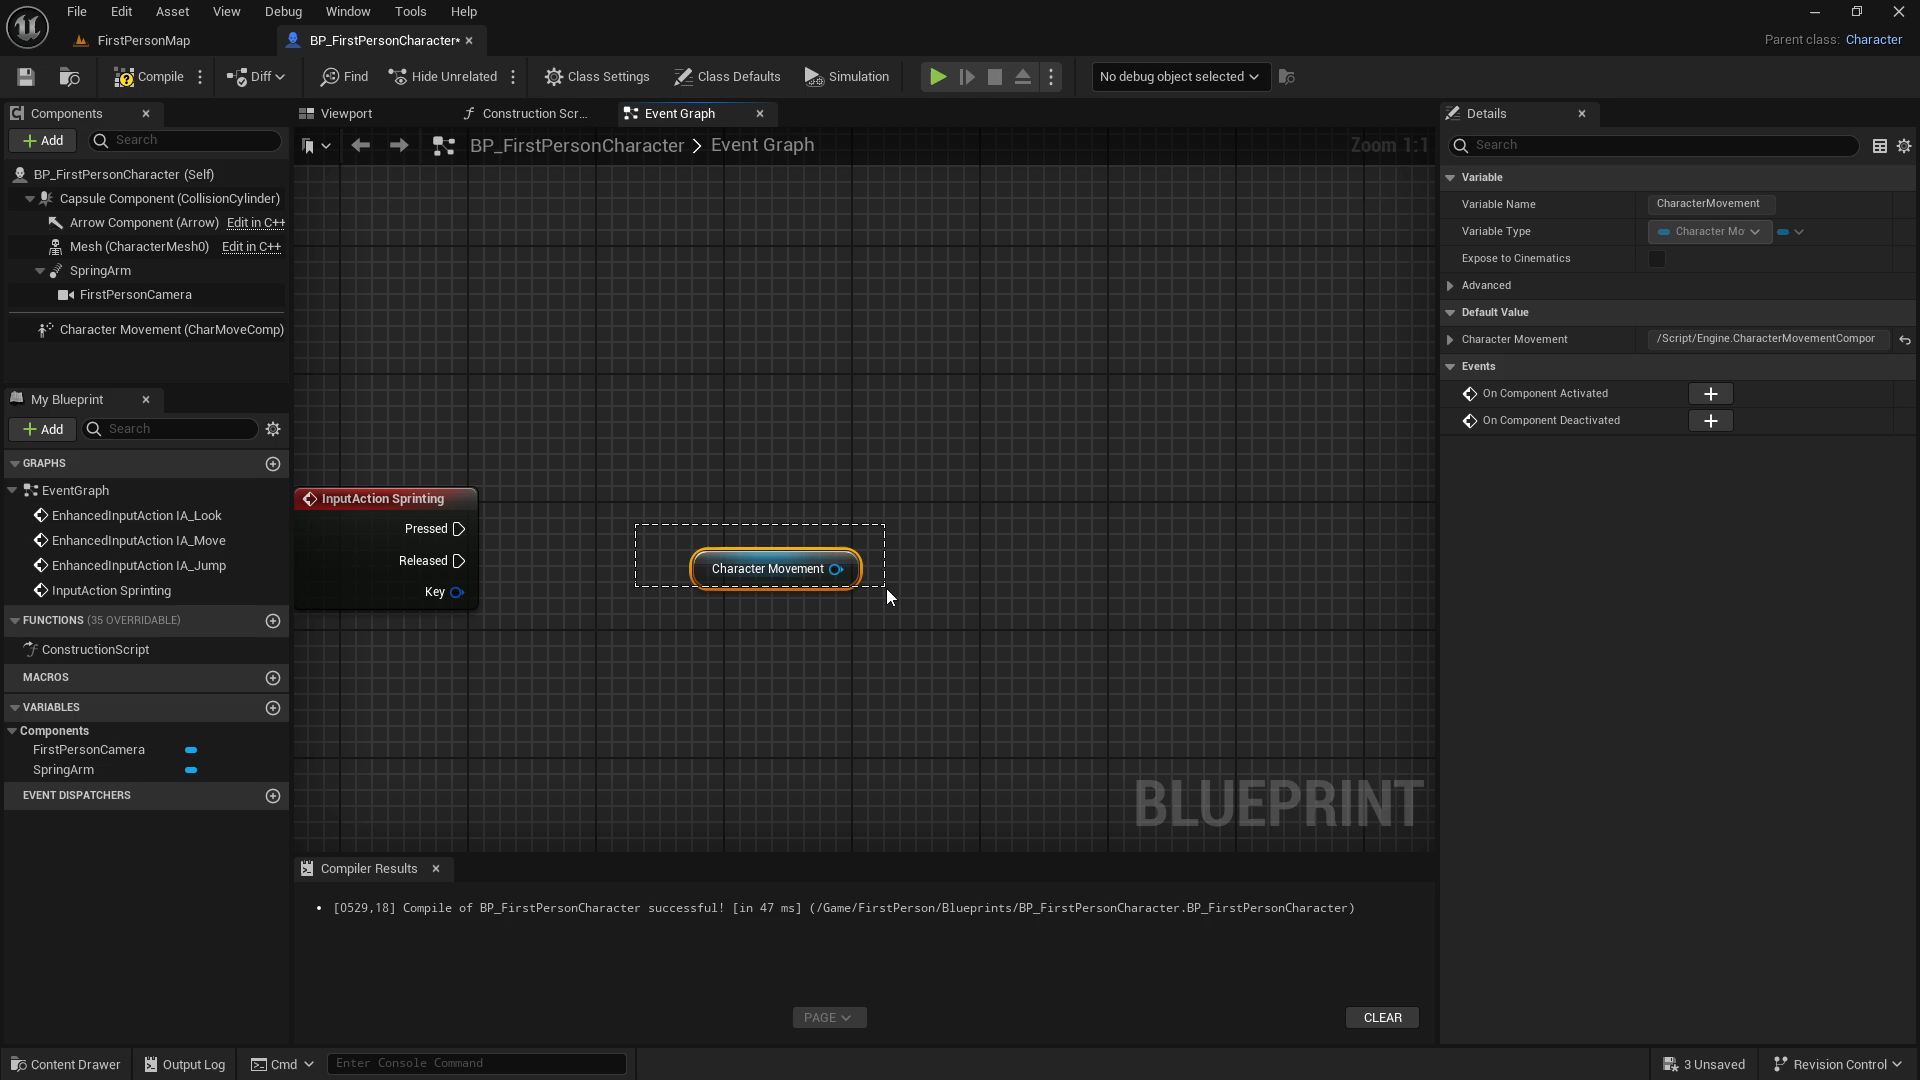 File Edit Asset View Debug Window Tools Help
FirstPersonMap
BP_FirstPersonCharacter*
Parent class: Character
Compile
Diff
Find
Hide Unrelated
Class Settings
Class Defaults
Simulation
No debug object selected
Components
Add
Search
BP_FirstPersonCharacter (Self)
Capsule Component (CollisionCylinder)
Arrow Component (Arrow) Edit in C++
Mesh (CharacterMesh0) Edit in C++
SpringArm
FirstPersonCamera
Character Movement (CharMoveComp)
My Blueprint
Add
Search
GRAPHS
EventGraph
EnhancedInputAction IA_Look
EnhancedInputAction IA_Move
EnhancedInputAction IA_Jump
InputAction Sprinting
FUNCTIONS (35 OVERRIDABLE)
ConstructionScript
MACROS
VARIABLES
Components
FirstPersonCamera
SpringArm
EVENT DISPATCHERS
Viewport
Construction Scr...
Event Graph
BP_FirstPersonCharacter > Event Graph
Zoom 1:1
InputAction Sprinting
Pressed
Released
Key
Character Movement
BLUEPRINT
Compiler Results
• [0529,18] Compile of BP_FirstPersonCharacter successful! [in 47 ms] (/Game/FirstPerson/Blueprints/BP_FirstPersonCharacter.BP_FirstPersonCharacter)
PAGE
CLEAR
Details
Search
Variable
Variable Name CharacterMovement
Variable Type Character Mo
Expose to Cinematics
Advanced
Default Value
Character Movement /Script/Engine.CharacterMovementCompor
Events
On Component Activated
On Component Deactivated
Content Drawer
Output Log
Cmd
Enter Console Command
3 Unsaved
Revision Control